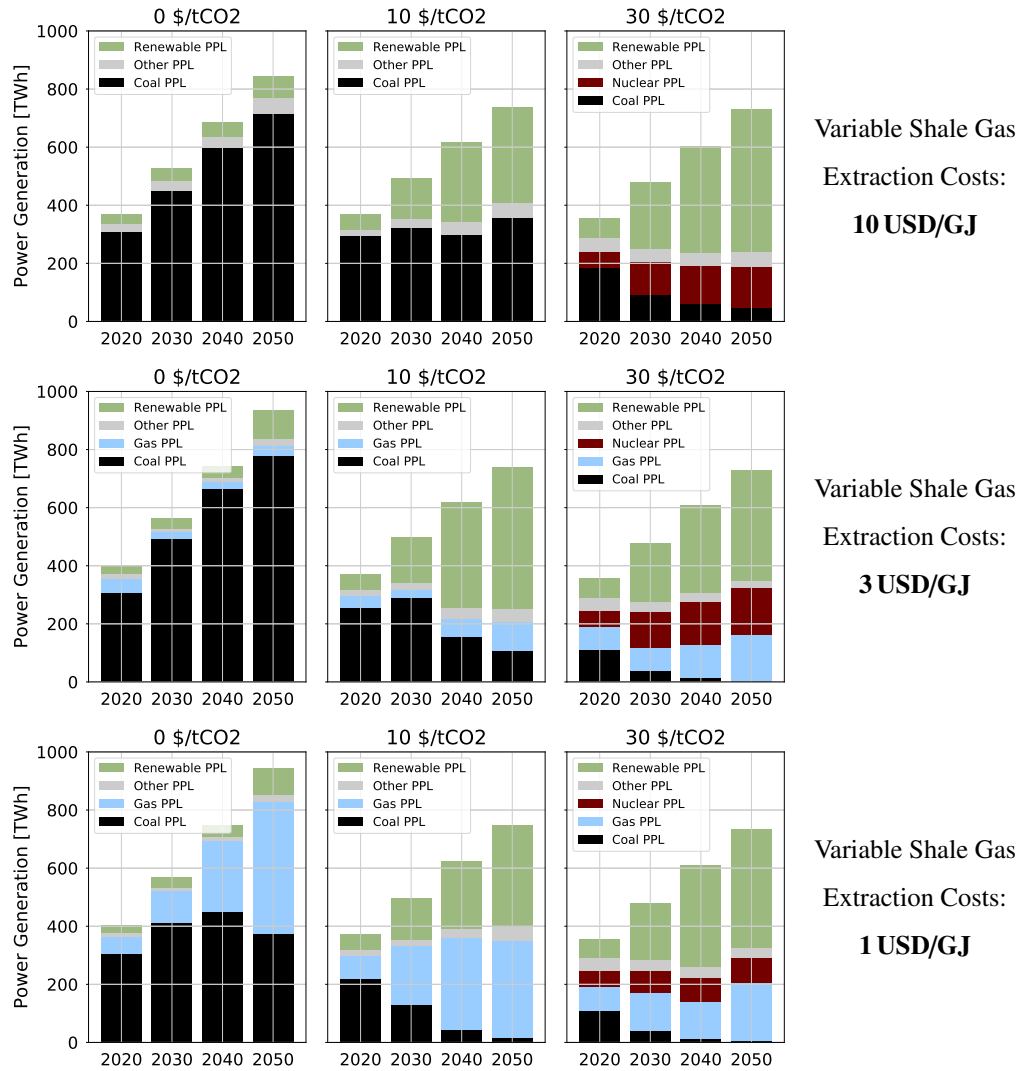 0 $/tCO2
10 $/tCO2
30 $/tCO2
Power Generation [TWh]
1000
800
600
400
200
0
Renewable PPL
Other PPL
Coal PPL
Renewable PPL
Other PPL
Coal PPL
Renewable PPL
Other PPL
Nuclear PPL
Coal PPL
2020 2030 2040 2050
2020 2030 2040 2050
2020 2030 2040 2050
Variable Shale Gas
Extraction Costs:
10 USD/GJ
0 $/tCO2
10 $/tCO2
30 $/tCO2
Power Generation [TWh]
1000
800
600
400
200
0
Renewable PPL
Other PPL
Gas PPL
Coal PPL
Renewable PPL
Other PPL
Gas PPL
Coal PPL
Renewable PPL
Other PPL
Nuclear PPL
Gas PPL
Coal PPL
2020 2030 2040 2050
2020 2030 2040 2050
2020 2030 2040 2050
Variable Shale Gas
Extraction Costs:
3 USD/GJ
0 $/tCO2
10 $/tCO2
30 $/tCO2
Power Generation [TWh]
1000
800
600
400
200
0
Renewable PPL
Other PPL
Gas PPL
Coal PPL
Renewable PPL
Other PPL
Gas PPL
Coal PPL
Renewable PPL
Other PPL
Nuclear PPL
Gas PPL
Coal PPL
2020 2030 2040 2050
2020 2030 2040 2050
2020 2030 2040 2050
Variable Shale Gas
Extraction Costs:
1 USD/GJ